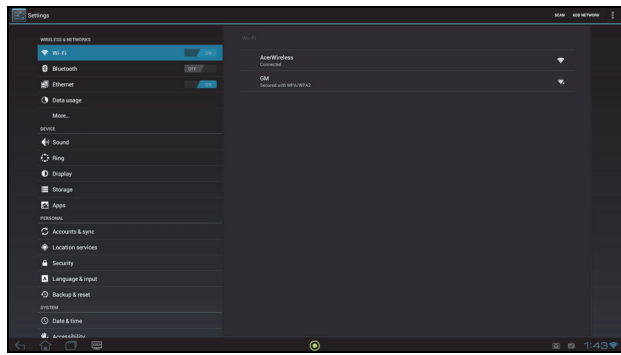 Settings
SCAN ADD NETWORK
WIRELESS & NETWORKS
Wi-Fi ON
Bluetooth OFF
Ethernet ON
Data usage
More...
DEVICE
Sound
Ring
Display
Storage
Apps
PERSONAL
Accounts & sync
Location services
Security
A Language & input
Backup & reset
SYSTEM
Date & time
Accessibility
Wi-Fi
AcerWireless
Connected
GM
Secured with WPA/WPA2
1:43